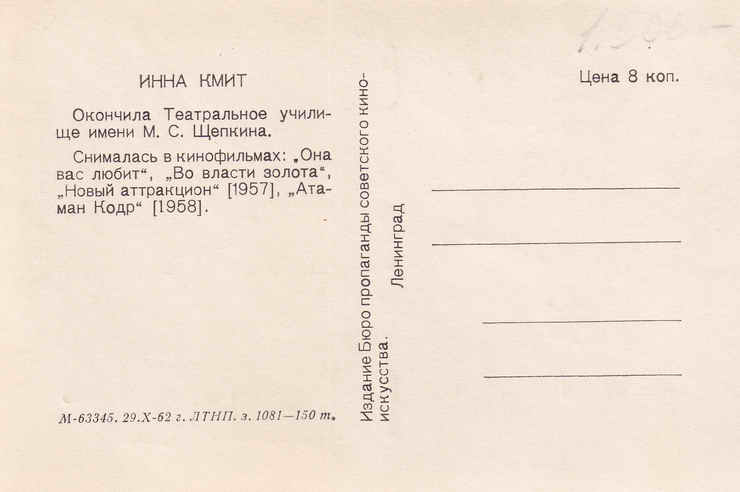 ИННА КМИТ
Окончила Театральное учили-
ще имени М. С. Щепкина.
Снималась в кинофильмах: „Она
вас любит“, „Во власти золота“,
„Новый аттракцион“ [1957], „Ата-
ман Кодр“ [1958].
М-63345. 29.X-62 г. ЛТНП. з. 1081—150 т.
Издание Бюро пропаганды советского кино-
искусства.
Ленинград
Цена 8 коп.